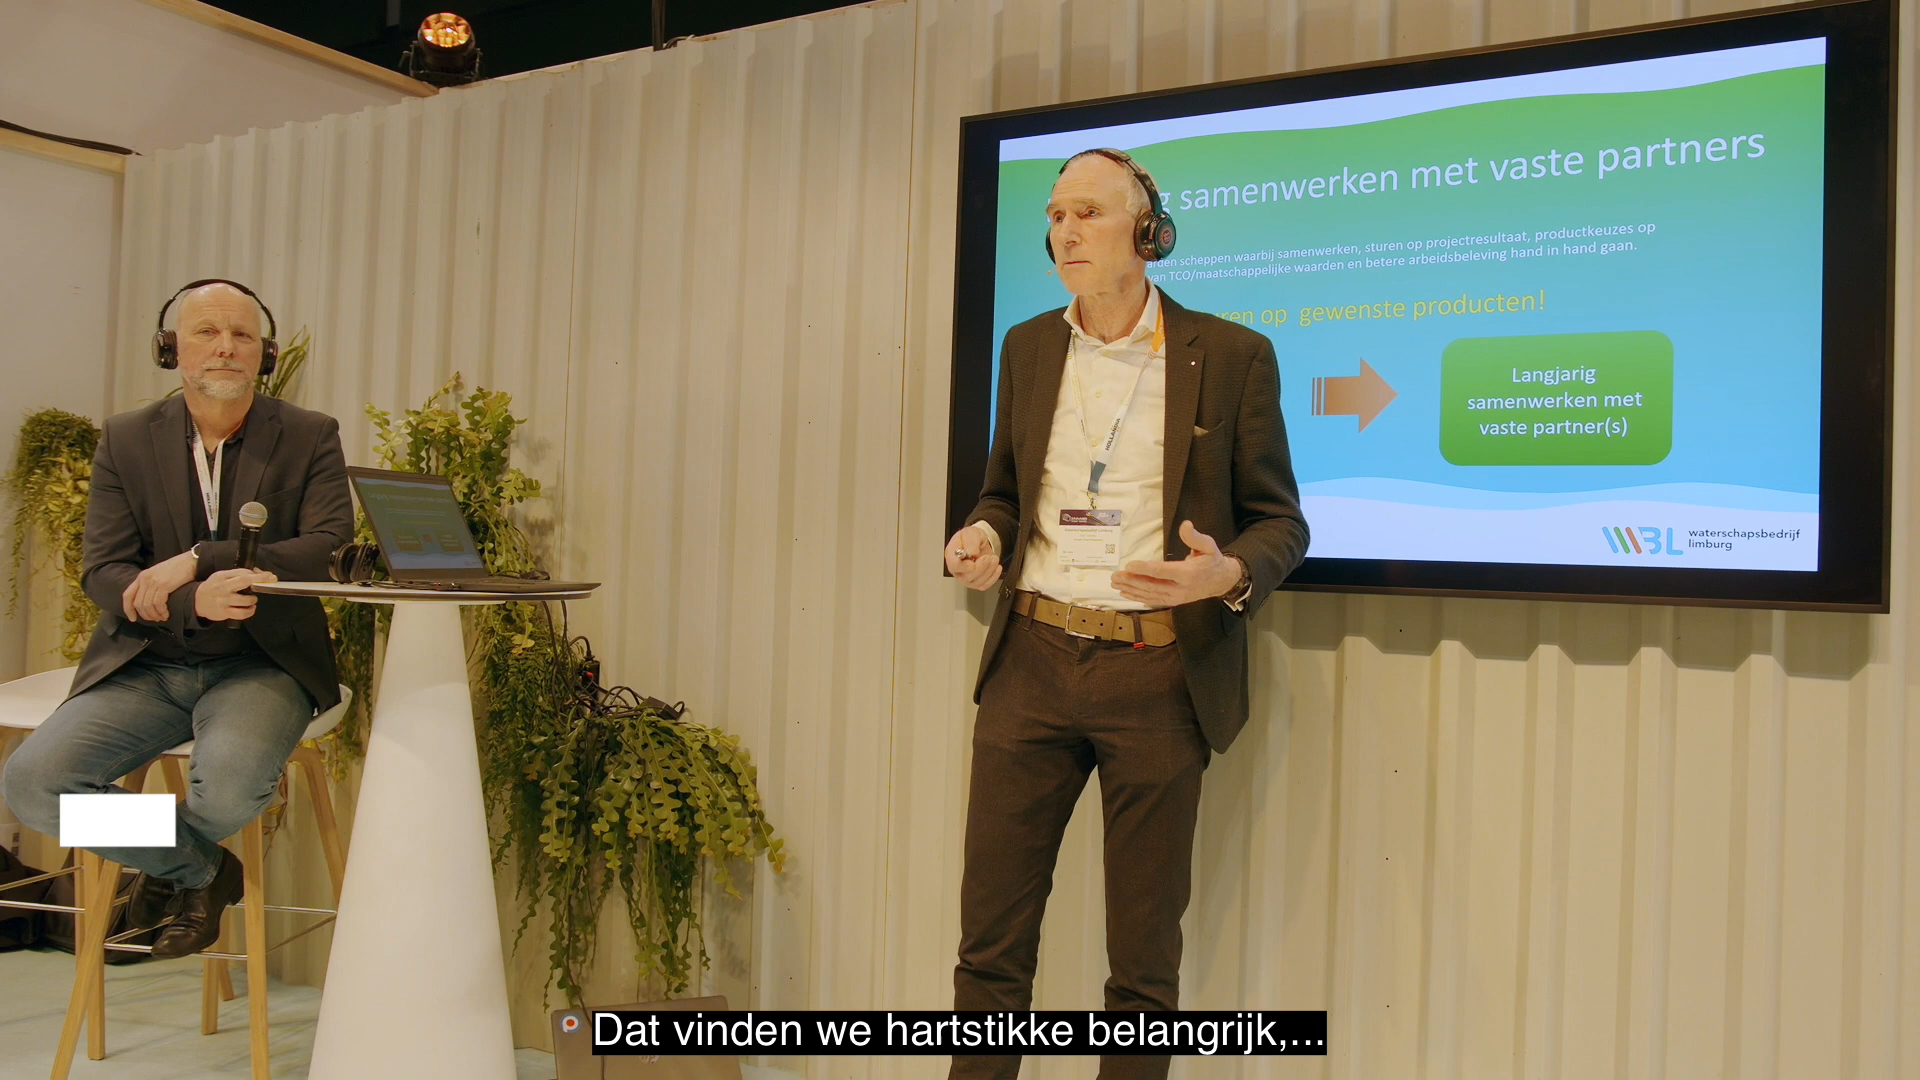 samenwerken met vaste partners
scheppen waarbij samenwerken, sturen op projectresultaat, productkeuzes op
van TCO/maatschappelijke waarden en betere arbeidsbeleving hand in hand gaan.
op gewenste producten!
Langjarig
samenwerken met
vaste partner(s)
WBL waterschapsbedrijf
limburg
Dat vinden we hartstikke belangrijk,...